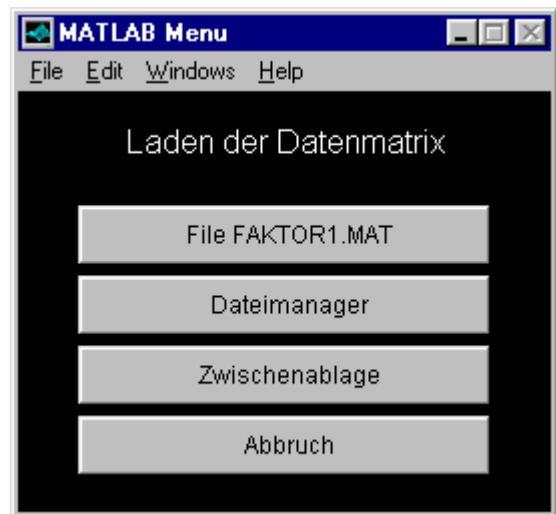 MATLAB Menu
File Edit Windows Help
Laden der Datenmatrix
File FAKTOR1.MAT
Dateimanager
Zwischenablage
Abbruch